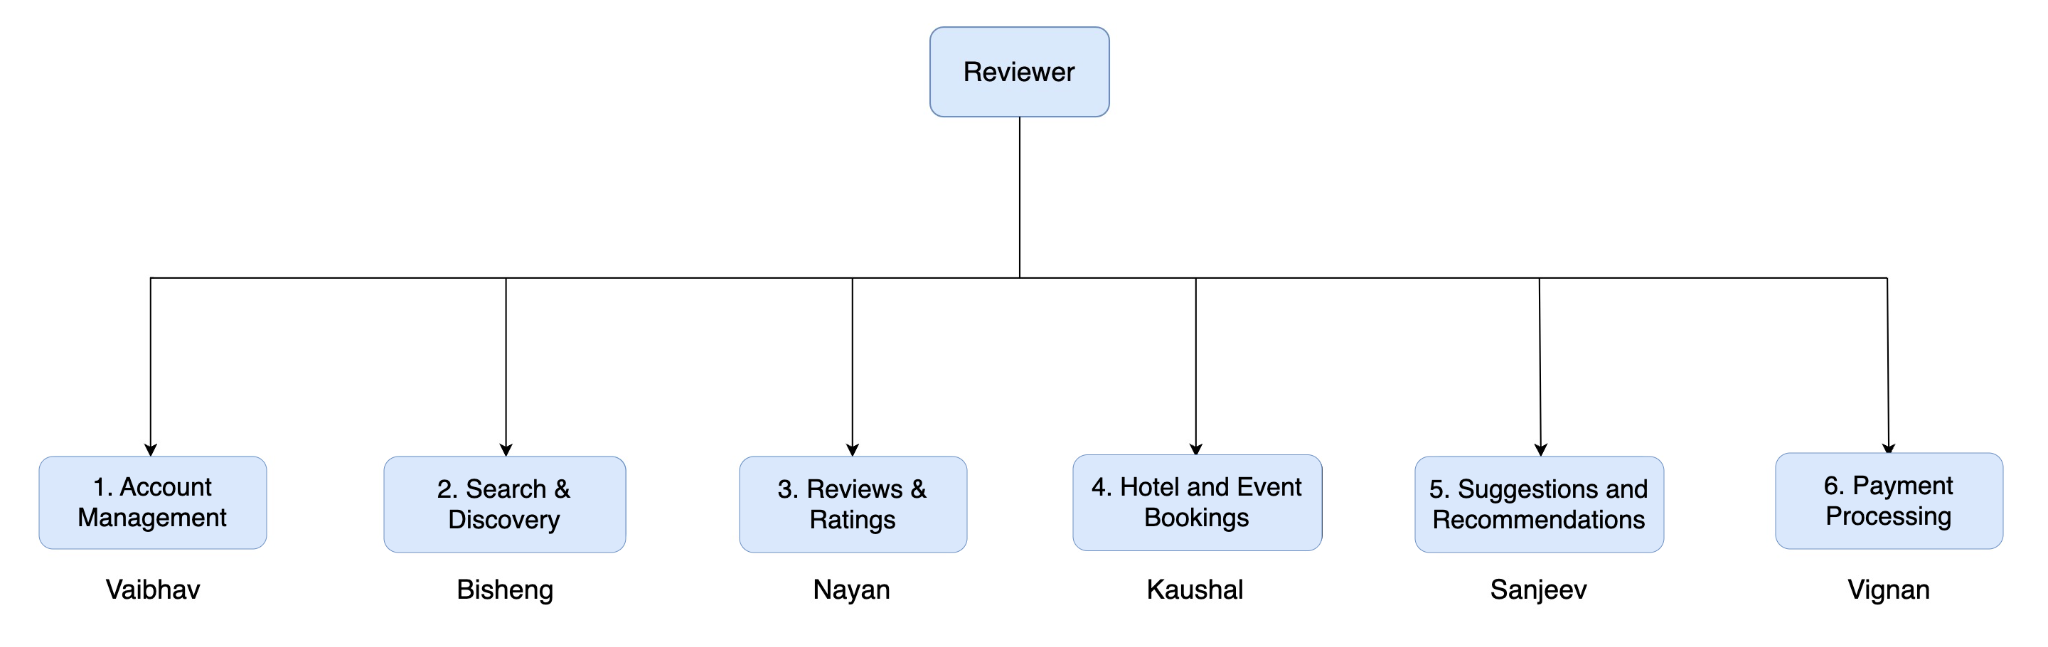 Reviewer
1. Account
Management
2. Search &
Discovery
3. Reviews &
Ratings
4. Hotel and Event
Bookings
5. Suggestions and
Recommendations
6. Payment
Processing
Vaibhav
Bisheng
Nayan
Kaushal
Sanjeev
Vignan